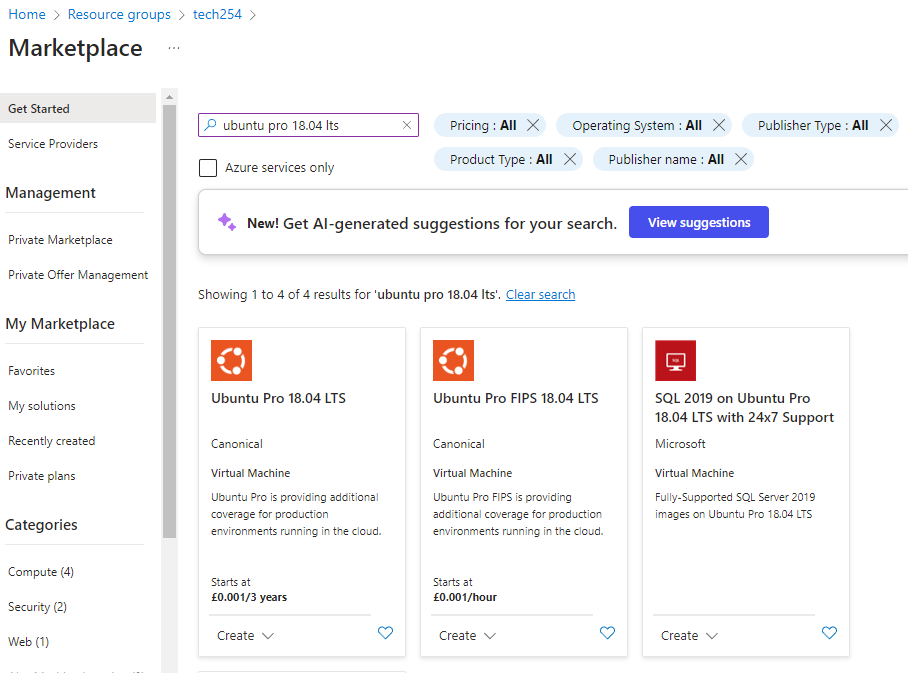 Home > Resource groups > tech254 >
Marketplace ...
Get Started
Service Providers
Management
Private Marketplace
Private Offer Management
My Marketplace
Favorites
My solutions
Recently created
Private plans
Categories
Compute (4)
Security (2)
Web (1)
ubuntu pro 18.04 lts
Pricing : All
Operating System : All
Publisher Type : All
Azure services only
Product Type : All
Publisher name : All
New! Get AI-generated suggestions for your search.
View suggestions
Showing 1 to 4 of 4 results for 'ubuntu pro 18.04 lts'. Clear search
Ubuntu Pro 18.04 LTS
Canonical
Virtual Machine
Ubuntu Pro is providing additional
coverage for production
environments running in the cloud.
Starts at
£0.001/3 years
Create
Ubuntu Pro FIPS 18.04 LTS
Canonical
Virtual Machine
Ubuntu Pro FIPS is providing
additional coverage for production
environments running in the cloud.
Starts at
£0.001/hour
Create
SQL 2019 on Ubuntu Pro
18.04 LTS with 24x7 Support
Microsoft
Virtual Machine
Fully-Supported SQL Server 2019
images on Ubuntu Pro 18.04 LTS
Create